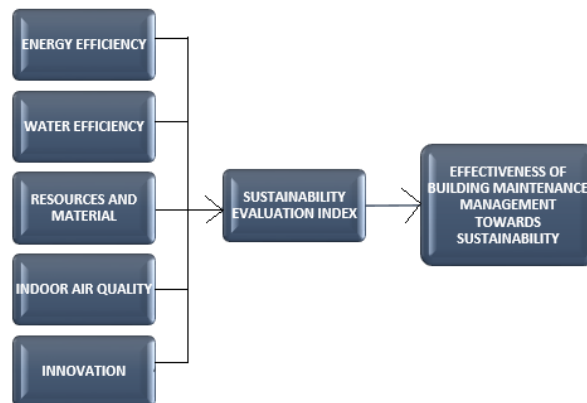 ENERGY EFFICIENCY
WATER EFFICIENCY
RESOURCES AND
MATERIAL
INDOOR AIR QUALITY
INNOVATION
SUSTAINABILITY
EVALUATION INDEX
EFFECTIVENESS OF
BUILDING MAINTENANCE
MANAGEMENT
TOWARDS
SUSTAINABILITY